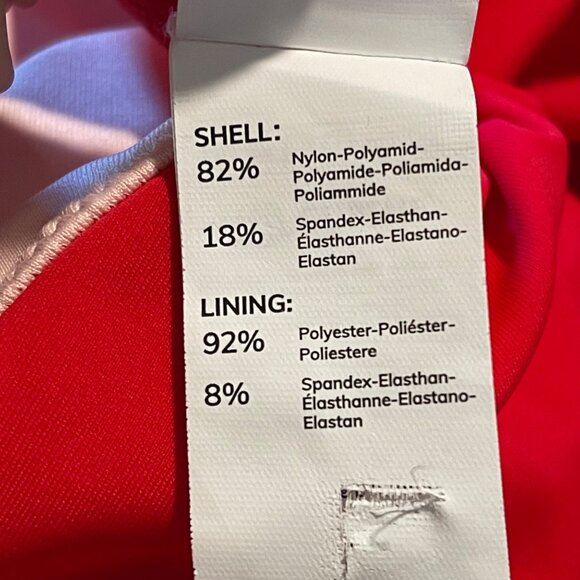 SHELL:
82% Nylon-Polyamid-
Polyamide-Poliamida-
Poliammide
18% Spandex-Elasthan-
Élasthanne-Elastano-
Elastan
LINING:
92% Polyester-Poliéster-
Poliestere
8% Spandex-Elasthan-
Élasthanne-Elastano-
Elastan